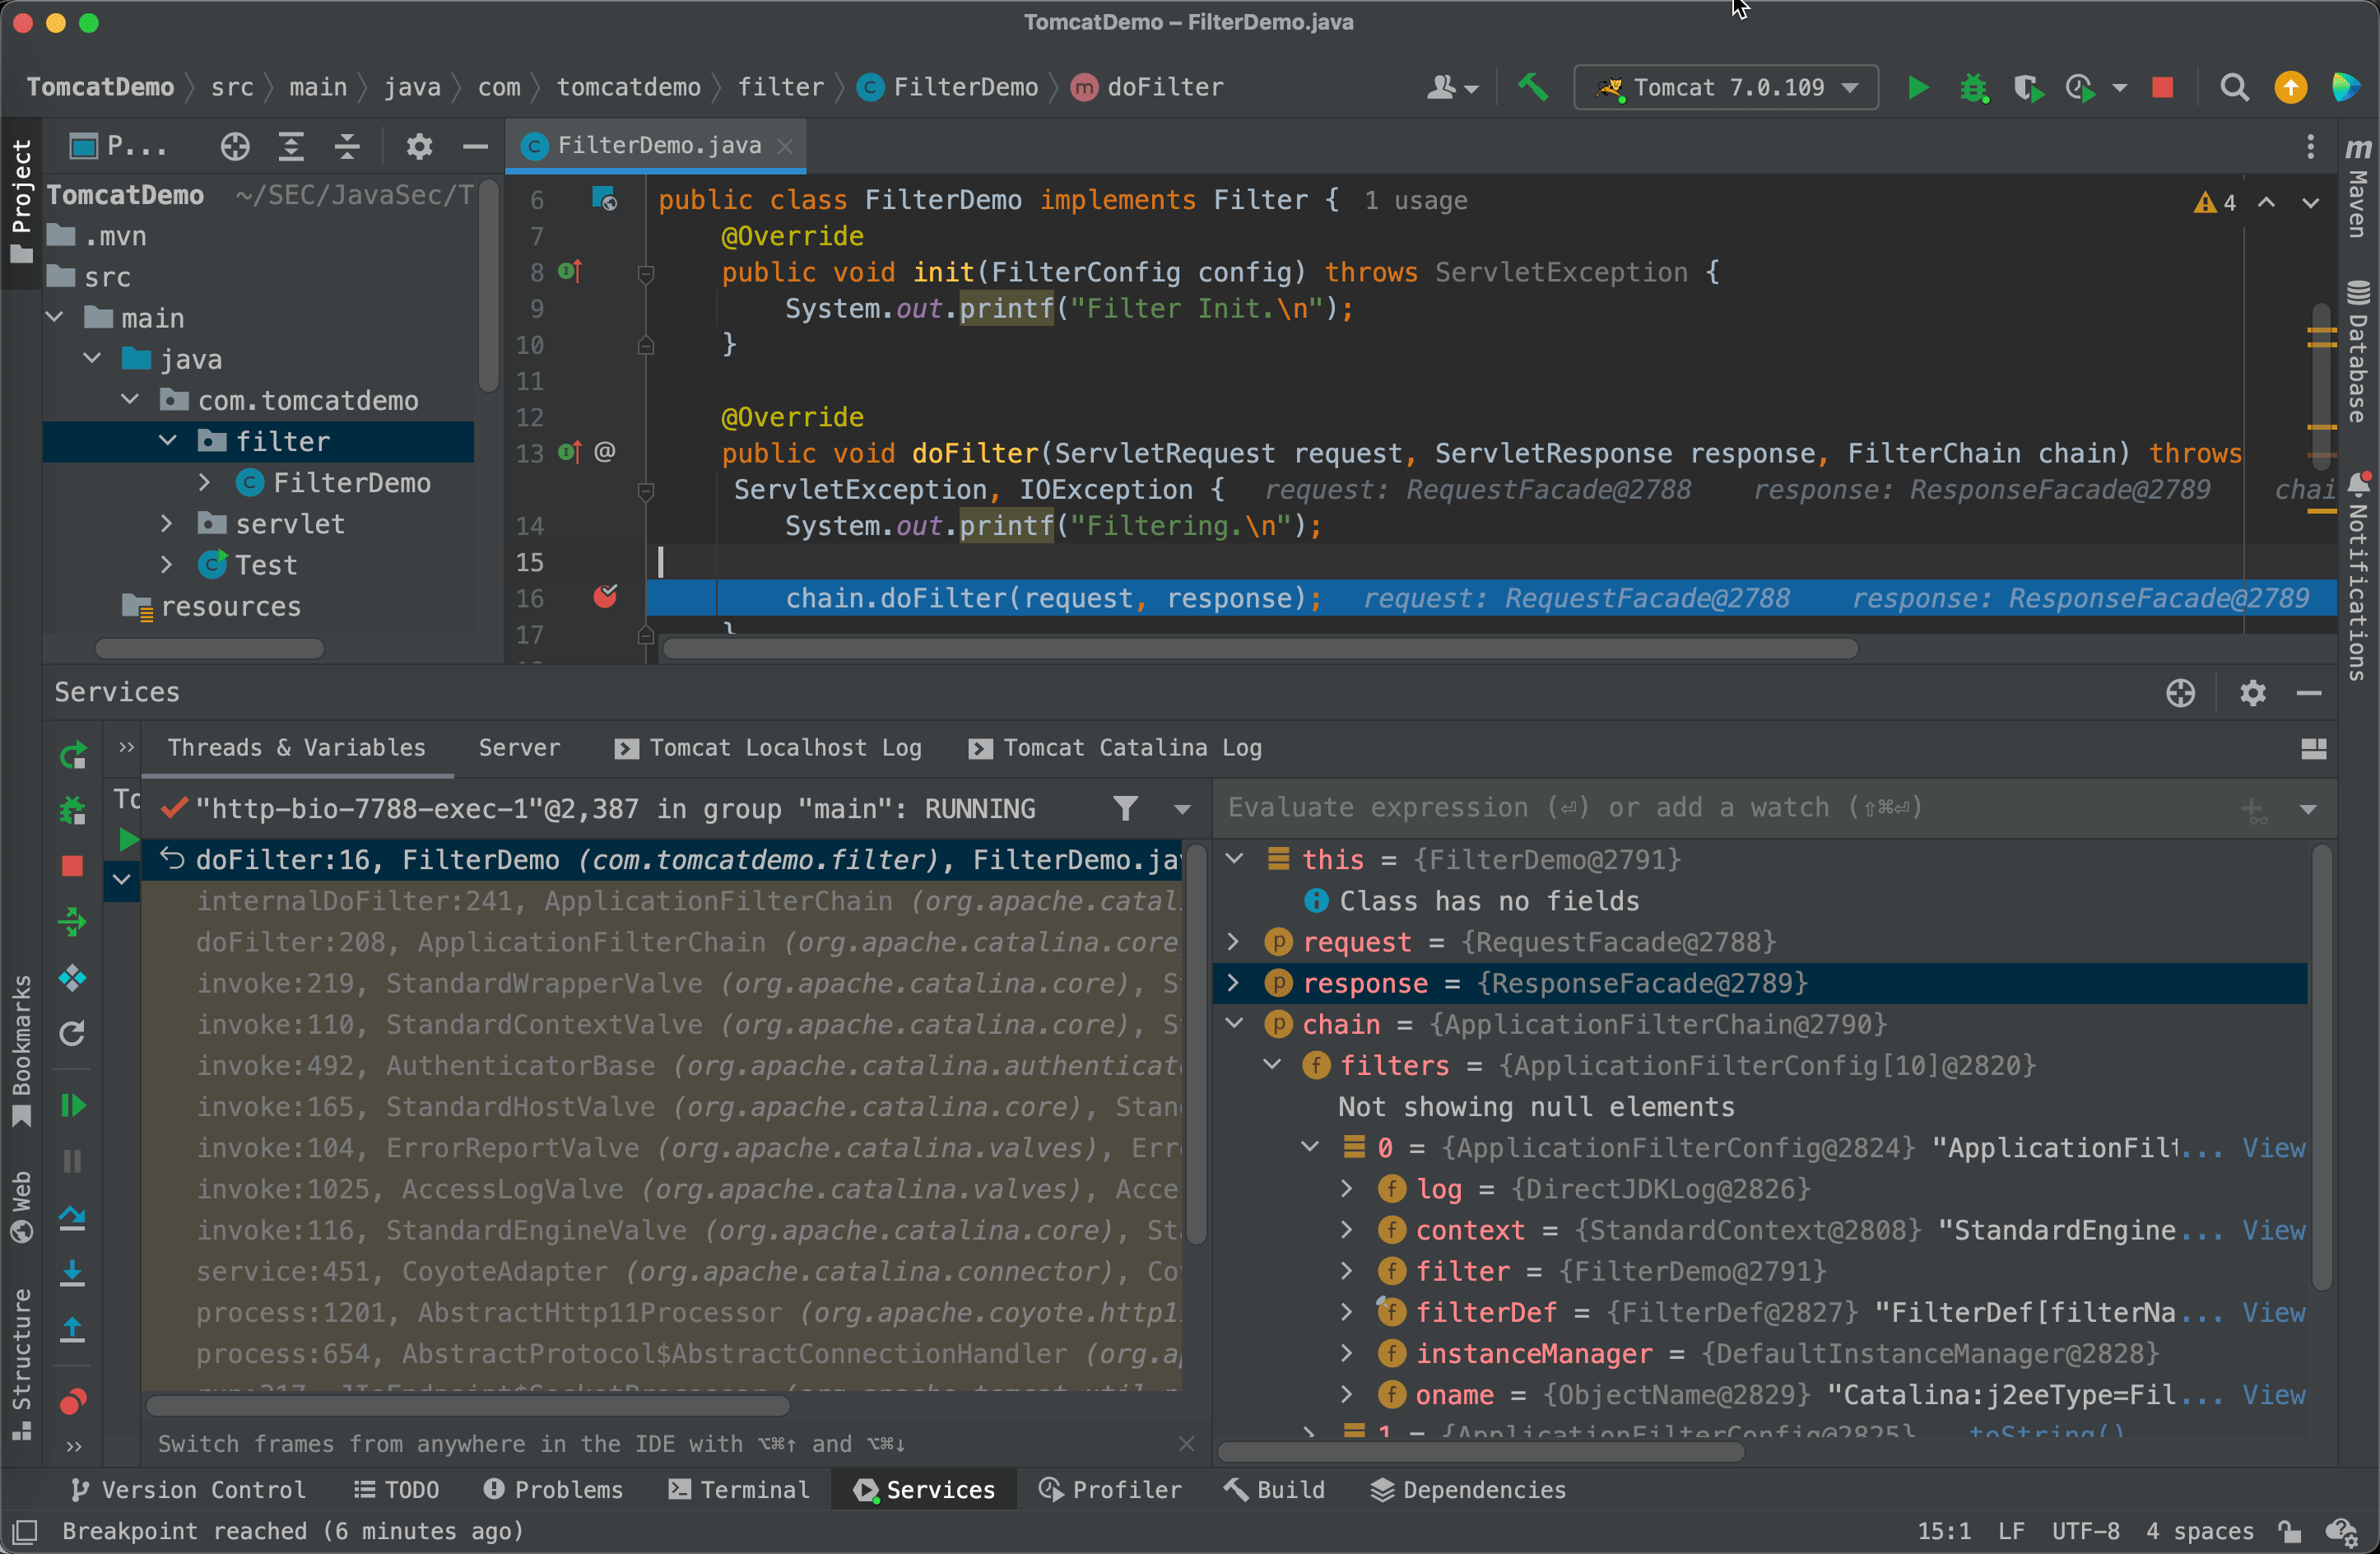 TomcatDemo – FilterDemo.java
TomcatDemo src main java com tomcatdemo filter C FilterDemo m doFilter
Tomcat 7.0.109
P...
FilterDemo.java
Project
TomcatDemo ~/SEC/JavaSec/T
.mvn
src
main
java
com.tomcatdemo
filter
C FilterDemo
servlet
C Test
resources
6 public class FilterDemo implements Filter { 1 usage
7 @Override
8 public void init(FilterConfig config) throws ServletException {
9 System.out.printf("Filter Init.\n");
10 }
11
12 @Override
13 @ public void doFilter(ServletRequest request, ServletResponse response, FilterChain chain) throws
ServletException, IOException { request: RequestFacade@2788 response: ResponseFacade@2789 chai
14 System.out.printf("Filtering.\n");
15
16 chain.doFilter(request, response); request: RequestFacade@2788 response: ResponseFacade@2789
17 }
4
m Maven
Database
Notifications
Services
Threads & Variables Server Tomcat Localhost Log Tomcat Catalina Log
To
"http-bio-7788-exec-1"@2,387 in group "main": RUNNING
doFilter:16, FilterDemo (com.tomcatdemo.filter), FilterDemo.jav
internalDoFilter:241, ApplicationFilterChain (org.apache.catal
doFilter:208, ApplicationFilterChain (org.apache.catalina.core
invoke:219, StandardWrapperValve (org.apache.catalina.core), S
invoke:110, StandardContextValve (org.apache.catalina.core), St
invoke:492, AuthenticatorBase (org.apache.catalina.authenticat
invoke:165, StandardHostValve (org.apache.catalina.core), Stan
invoke:104, ErrorReportValve (org.apache.catalina.valves), Err
invoke:1025, AccessLogValve (org.apache.catalina.valves), Acce
invoke:116, StandardEngineValve (org.apache.catalina.core), St
service:451, CoyoteAdapter (org.apache.catalina.connector), Co
process:1201, AbstractHttp11Processor (org.apache.coyote.http1
process:654, AbstractProtocol$AbstractConnectionHandler (org.a
run:317, JIoEndpoint$SocketProcessor (org.apache.tomcat.util.n
Switch frames from anywhere in the IDE with ⌥⌘↑ and ⌥⌘↓
Evaluate expression (⏎) or add a watch (⇧⌘⏎)
this = {FilterDemo@2791}
Class has no fields
p request = {RequestFacade@2788}
p response = {ResponseFacade@2789}
p chain = {ApplicationFilterChain@2790}
f filters = {ApplicationFilterConfig[10]@2820}
Not showing null elements
0 = {ApplicationFilterConfig@2824} "ApplicationFilt... View
f log = {DirectJDKLog@2826}
f context = {StandardContext@2808} "StandardEngine... View
f filter = {FilterDemo@2791}
f filterDef = {FilterDef@2827} "FilterDef[filterNa... View
f instanceManager = {DefaultInstanceManager@2828}
f oname = {ObjectName@2829} "Catalina:j2eeType=Fil... View
1 = {ApplicationFilterConfig@2825} ... toString()
Bookmarks
Web
Structure
Version Control TODO Problems Terminal Services Profiler Build Dependencies
Breakpoint reached (6 minutes ago)
15:1 LF UTF-8 4 spaces